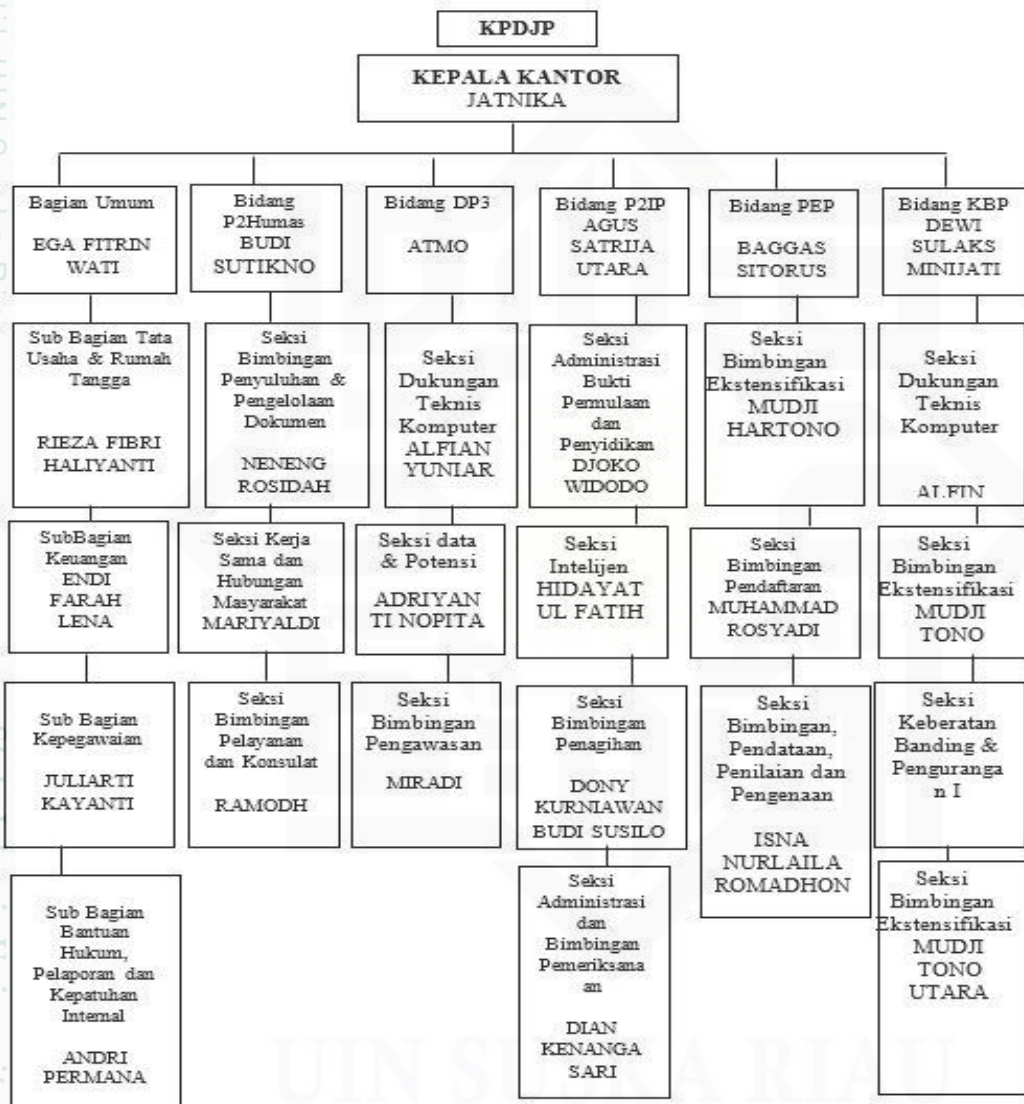 KPDJP
KEPALA KANTOR
JATNIKA
Bagian Umum
EGA FITRIN
WATI
Bidang
P2Humas
BUDI
SUTIKNO
Bidang DP3
ATMO
Bidang P2IP
AGUS
SATRIJA
UTARA
Bidang PEP
BAGGAS
SITORUS
Bidang KBP
DEWI
SULAKS
MINIJATI
Sub Bagian Tata
Usaha & Rumah
Tangga
RIEZA FIBRI
HALIYANTI
Seksi
Bimbingan
Penyuluhan &
Pengelolaan
Dokumen
NENENG
ROSIDAH
Seksi
Dukungan
Teknis
Komputer
ALFIAN
YUNIAR
Seksi
Administrasi
Bukti
Permulaan
dan
Penyidikan
DJOKO
WIDODO
Seksi
Bimbingan
Ekstensifikasi
MUDJI
HARTONO
Seksi
Dukungan
Teknis
Komputer
ALFIN
SubBagian
Keuangan
ENDI
FARAH
LENA
Seksi Kerja
Sama dan
Hubungan
Masyarakat
MARIYALDI
Seksi data
& Potensi
ADRIYAN
TI NOPITA
Seksi
Intelijen
HIDAYAT
UL FATIH
Seksi
Bimbingan
Pendaftaran
MUHAMMAD
ROSYADI
Seksi
Bimbingan
Ekstensifikasi
MUDJI
TONO
Sub Bagian
Kepegawaian
JULIARTI
KAYANTI
Seksi
Bimbingan
Pelayanan
dan Konsulat
RAMODH
Seksi
Bimbingan
Pengawasan
MIRADI
Seksi
Bimbingan
Penagihan
DONY
KURNIAWAN
BUDI SUSILO
Seksi
Bimbingan,
Pendataan,
Penilaian dan
Pengenaan
ISNA
NURLAILA
ROMADHON
Seksi
Keberatan
Banding &
Penguranga
n I
Sub Bagian
Bantuan
Hukum,
Pelaporan dan
Kepatuhan
Internal
ANDRI
PERMANA
Seksi
Administrasi
dan
Bimbingan
Pemeriksana
an
DIAN
KENANGA
SARI
Seksi
Bimbingan
Ekstensifikasi
MUDJI
TONO
UTARA
UIN SUSKA RIAU